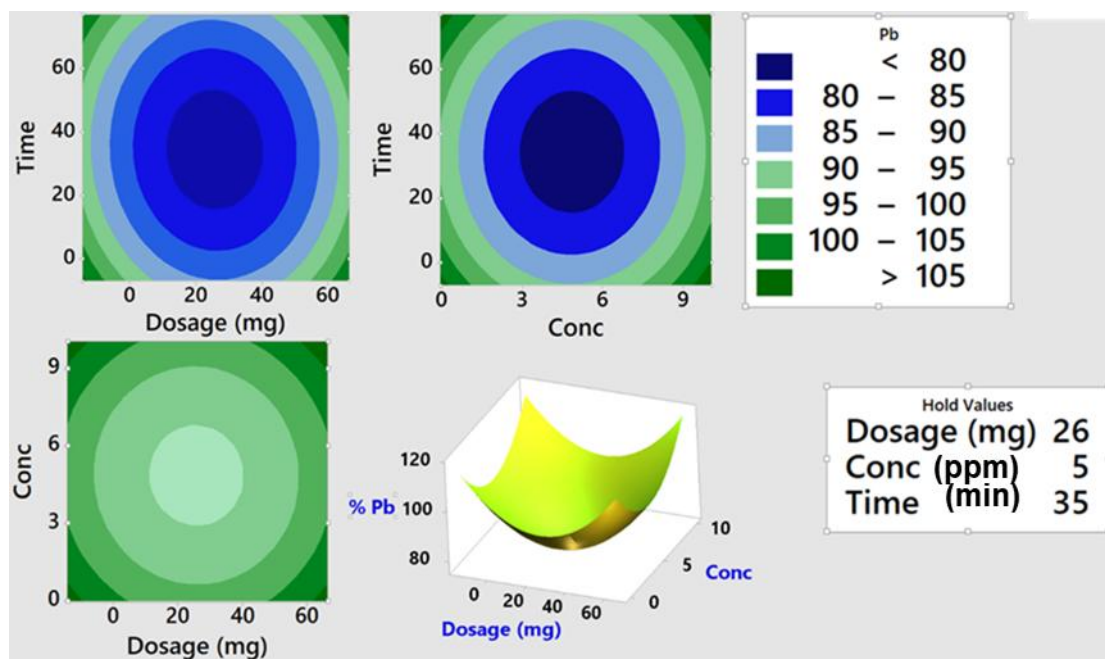 Time
60
40
20
0
0 20 40 60
Dosage (mg)
Time
60
40
20
0
0 3 6 9
Conc
Pb
< 80
80 – 85
85 – 90
90 – 95
95 – 100
100 – 105
> 105
Conc
9
6
3
0
0 20 40 60
Dosage (mg)
% Pb
120
100
80
0 20 40 60
Dosage (mg)
10
5
0
Conc
Hold Values
Dosage (mg) 26
Conc (ppm) 5
Time (min) 35